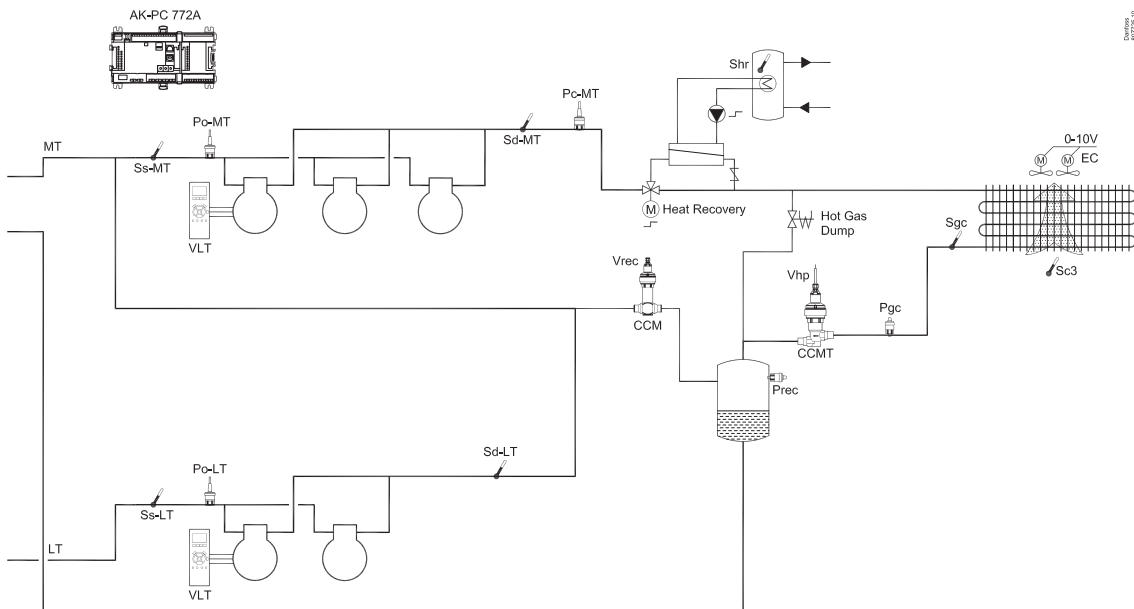 AK-PC 772A
Danfoss
Shr
Po-MT
Pc-MT
Sd-MT
MT
Ss-MT
0-10V
M
M
EC
VLT
M
Heat Recovery
Hot Gas
Dump
Sgc
Sc3
Vrec
Vhp
Pgc
CCM
CCMT
Prec
Sd-LT
Po-LT
Ss-LT
LT
VLT